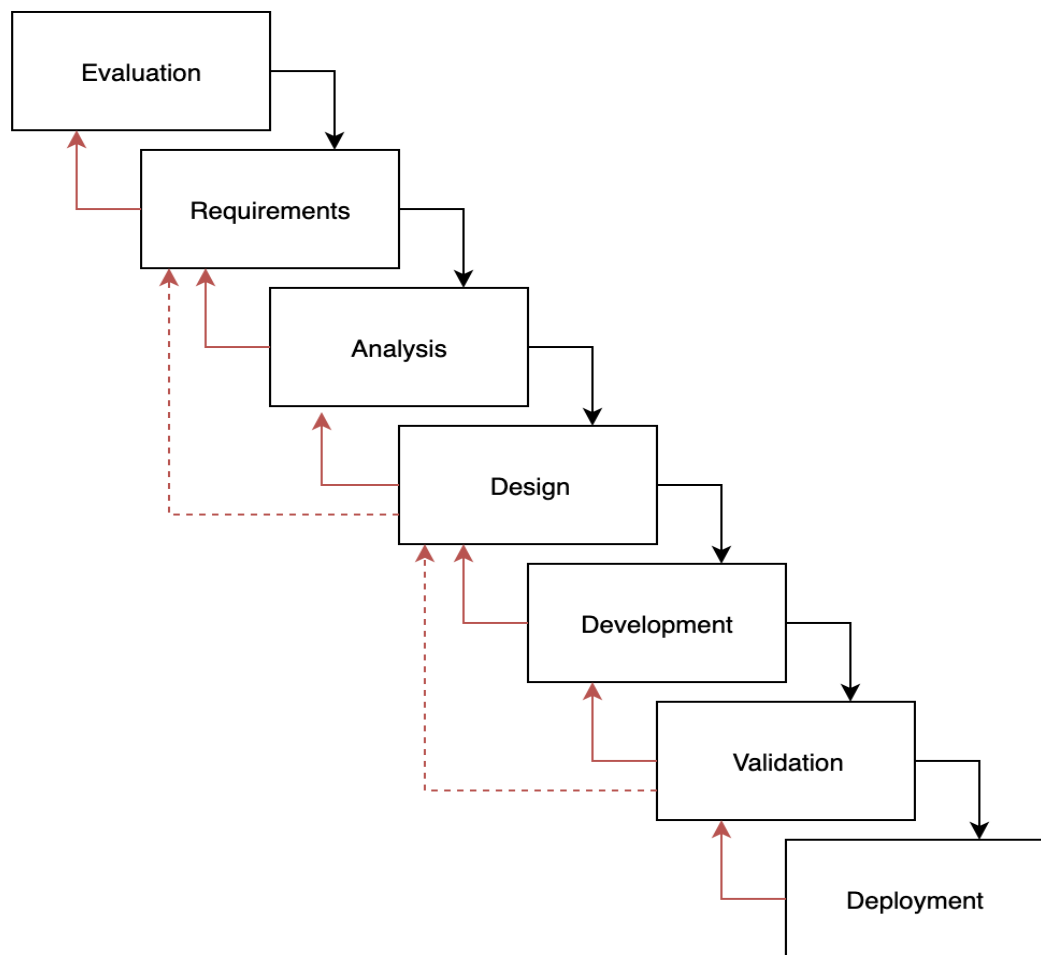 Evaluation
Requirements
Analysis
Design
Development
Validation
Deployment